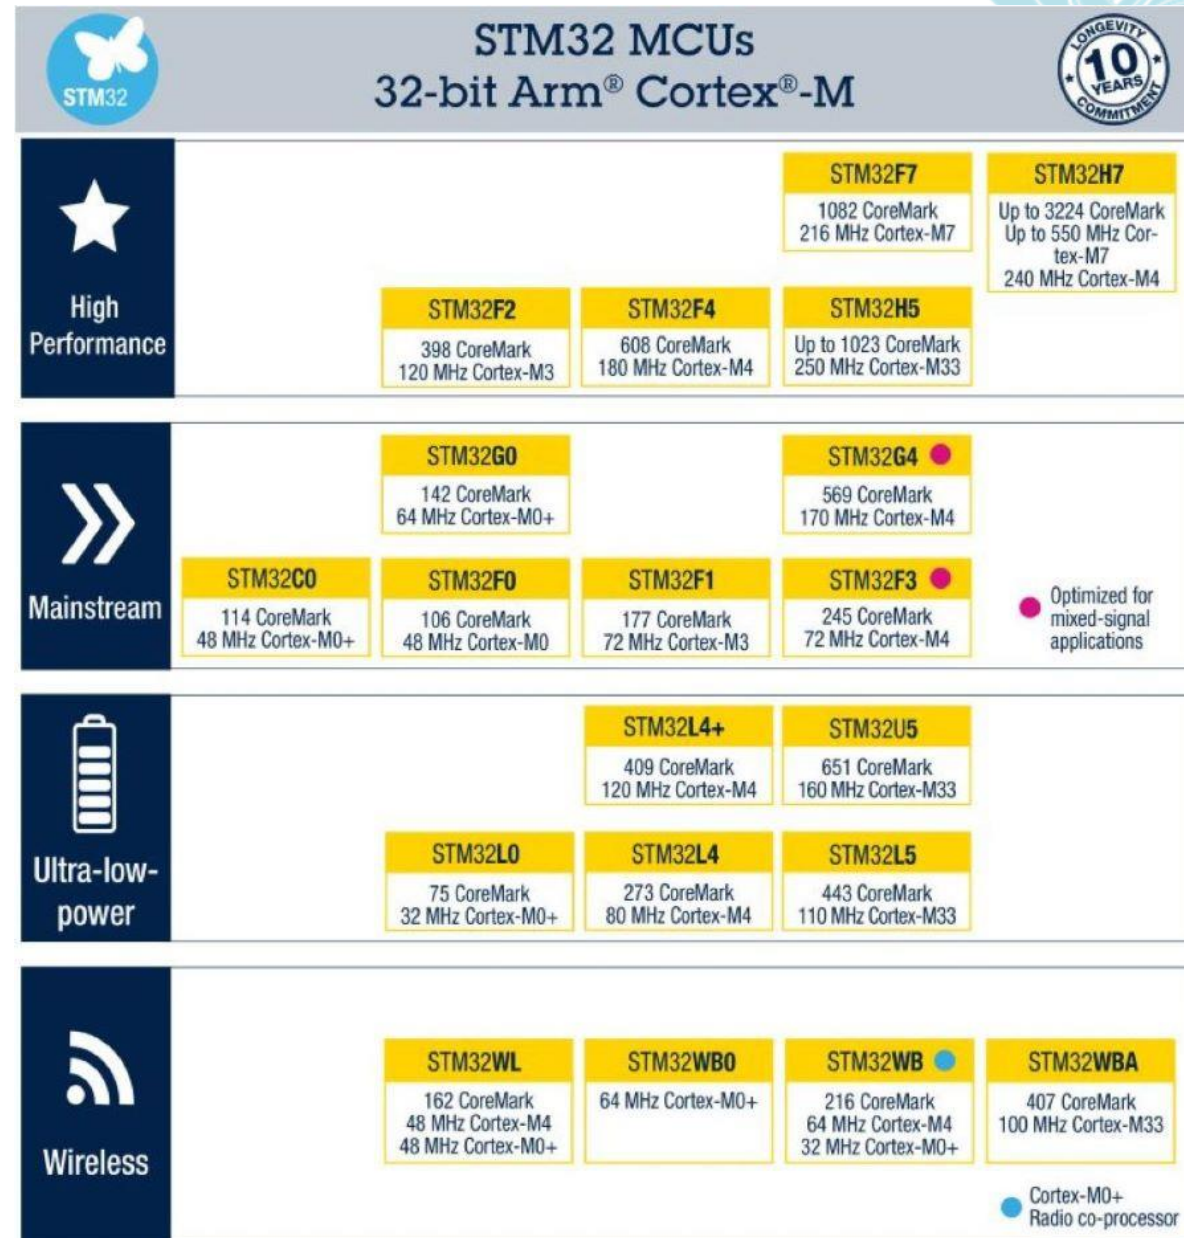 STM32
STM32 MCUs
32-bit Arm® Cortex®-M
LONGEVITY
10
YEARS
COMMITMENT
High
Performance
STM32F7
1082 CoreMark
216 MHz Cortex-M7
STM32H7
Up to 3224 CoreMark
Up to 550 MHz Cor-
tex-M7
240 MHz Cortex-M4
STM32F2
398 CoreMark
120 MHz Cortex-M3
STM32F4
608 CoreMark
180 MHz Cortex-M4
STM32H5
Up to 1023 CoreMark
250 MHz Cortex-M33
Mainstream
STM32G0
142 CoreMark
64 MHz Cortex-M0+
STM32G4
569 CoreMark
170 MHz Cortex-M4
STM32C0
114 CoreMark
48 MHz Cortex-M0+
STM32F0
106 CoreMark
48 MHz Cortex-M0
STM32F1
177 CoreMark
72 MHz Cortex-M3
STM32F3
245 CoreMark
72 MHz Cortex-M4
Optimized for
mixed-signal
applications
Ultra-low-
power
STM32L4+
409 CoreMark
120 MHz Cortex-M4
STM32U5
651 CoreMark
160 MHz Cortex-M33
STM32L0
75 CoreMark
32 MHz Cortex-M0+
STM32L4
273 CoreMark
80 MHz Cortex-M4
STM32L5
443 CoreMark
110 MHz Cortex-M33
Wireless
STM32WL
162 CoreMark
48 MHz Cortex-M4
48 MHz Cortex-M0+
STM32WB0
64 MHz Cortex-M0+
STM32WB
216 CoreMark
64 MHz Cortex-M4
32 MHz Cortex-M0+
STM32WBA
407 CoreMark
100 MHz Cortex-M33
Cortex-M0+
Radio co-processor